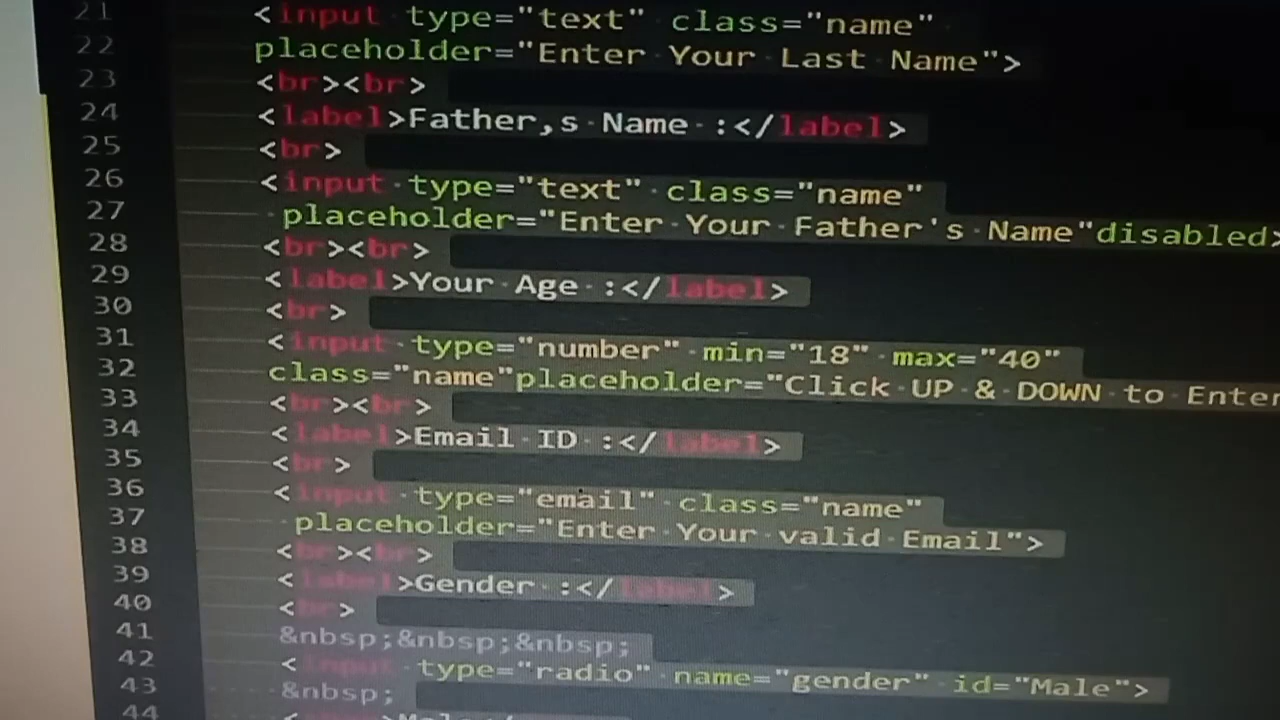 21 <input type="text" class="name"
22 placeholder="Enter Your Last Name">
23 <br><br>
24 <label>Father,s Name :</label>
25 <br>
26 <input type="text" class="name"
27 placeholder="Enter Your Father's Name"disabled>
28 <br><br>
29 <label>Your Age :</label>
30 <br>
31 <input type="number" min="18" max="40"
32 class="name"placeholder="Click UP & DOWN to Enter
33 <br><br>
34 <label>Email ID :</label>
35 <br>
36 <input type="email" class="name"
37 placeholder="Enter Your valid Email">
38 <br><br>
39 <label>Gender :</label>
40 <br>
41 &nbsp;&nbsp;&nbsp;
42 <input type="radio" name="gender" id="Male">
43 &nbsp;
44